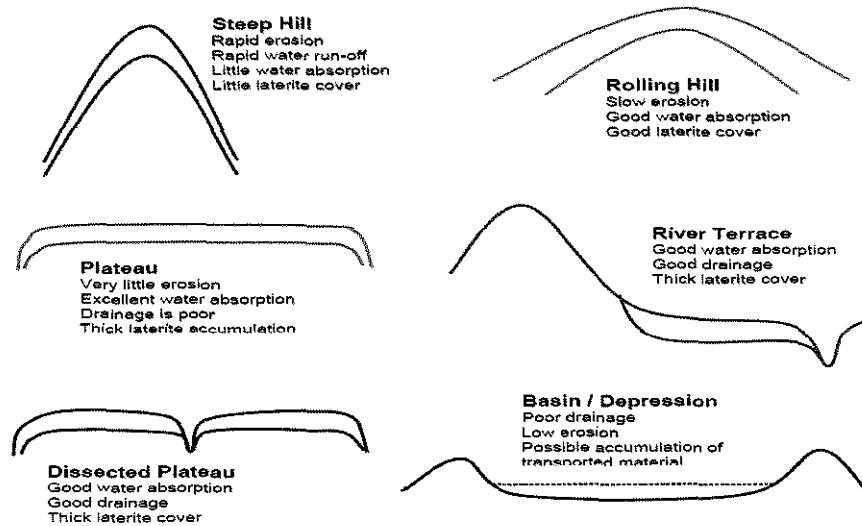 Steep Hill
Rapid erosion
Rapid water run-off
Little water absorption
Little laterite cover
Rolling Hill
Slow erosion
Good water absorption
Good laterite cover
Plateau
Very little erosion
Excellent water absorption
Drainage is poor
Thick laterite accumulation
River Terrace
Good water absorption
Good drainage
Thick laterite cover
Dissected Plateau
Good water absorption
Good drainage
Thick laterite cover
Basin / Depression
Poor drainage
Low erosion
Possible accumulation of
transported material